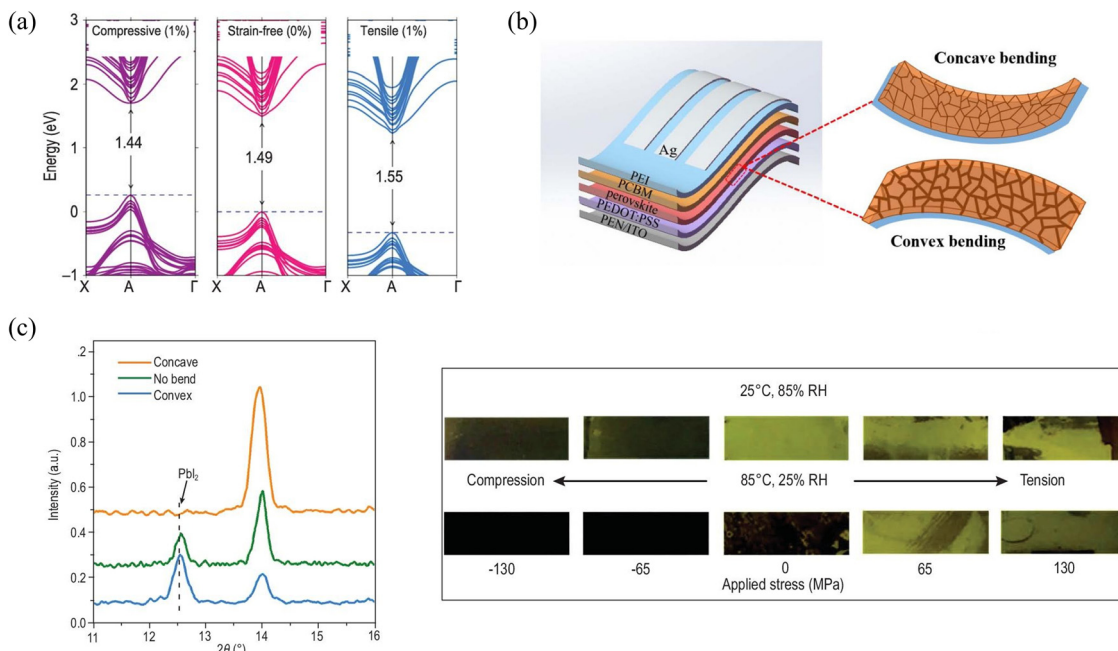 (a)
3
2
1
0
–1
Energy (eV)
Compressive (1%)
Strain-free (0%)
Tensile (1%)
1.44
1.49
1.55
X A Γ
X A Γ
X A Γ
(b)
Ag
PEI
PCBM
perovskite
PEDOT:PSS
PEN/ITO
Concave bending
Convex bending
(c)
.2
1.0
0.8
0.6
0.4
0.2
0.0
Intensity (a.u.)
Concave
No bend
Convex
PbI₂
11 12 13 14 15 16
2θ (°)
25°C, 85% RH
Compression 85°C, 25% RH Tension
-130 -65 0 65 130
Applied stress (MPa)